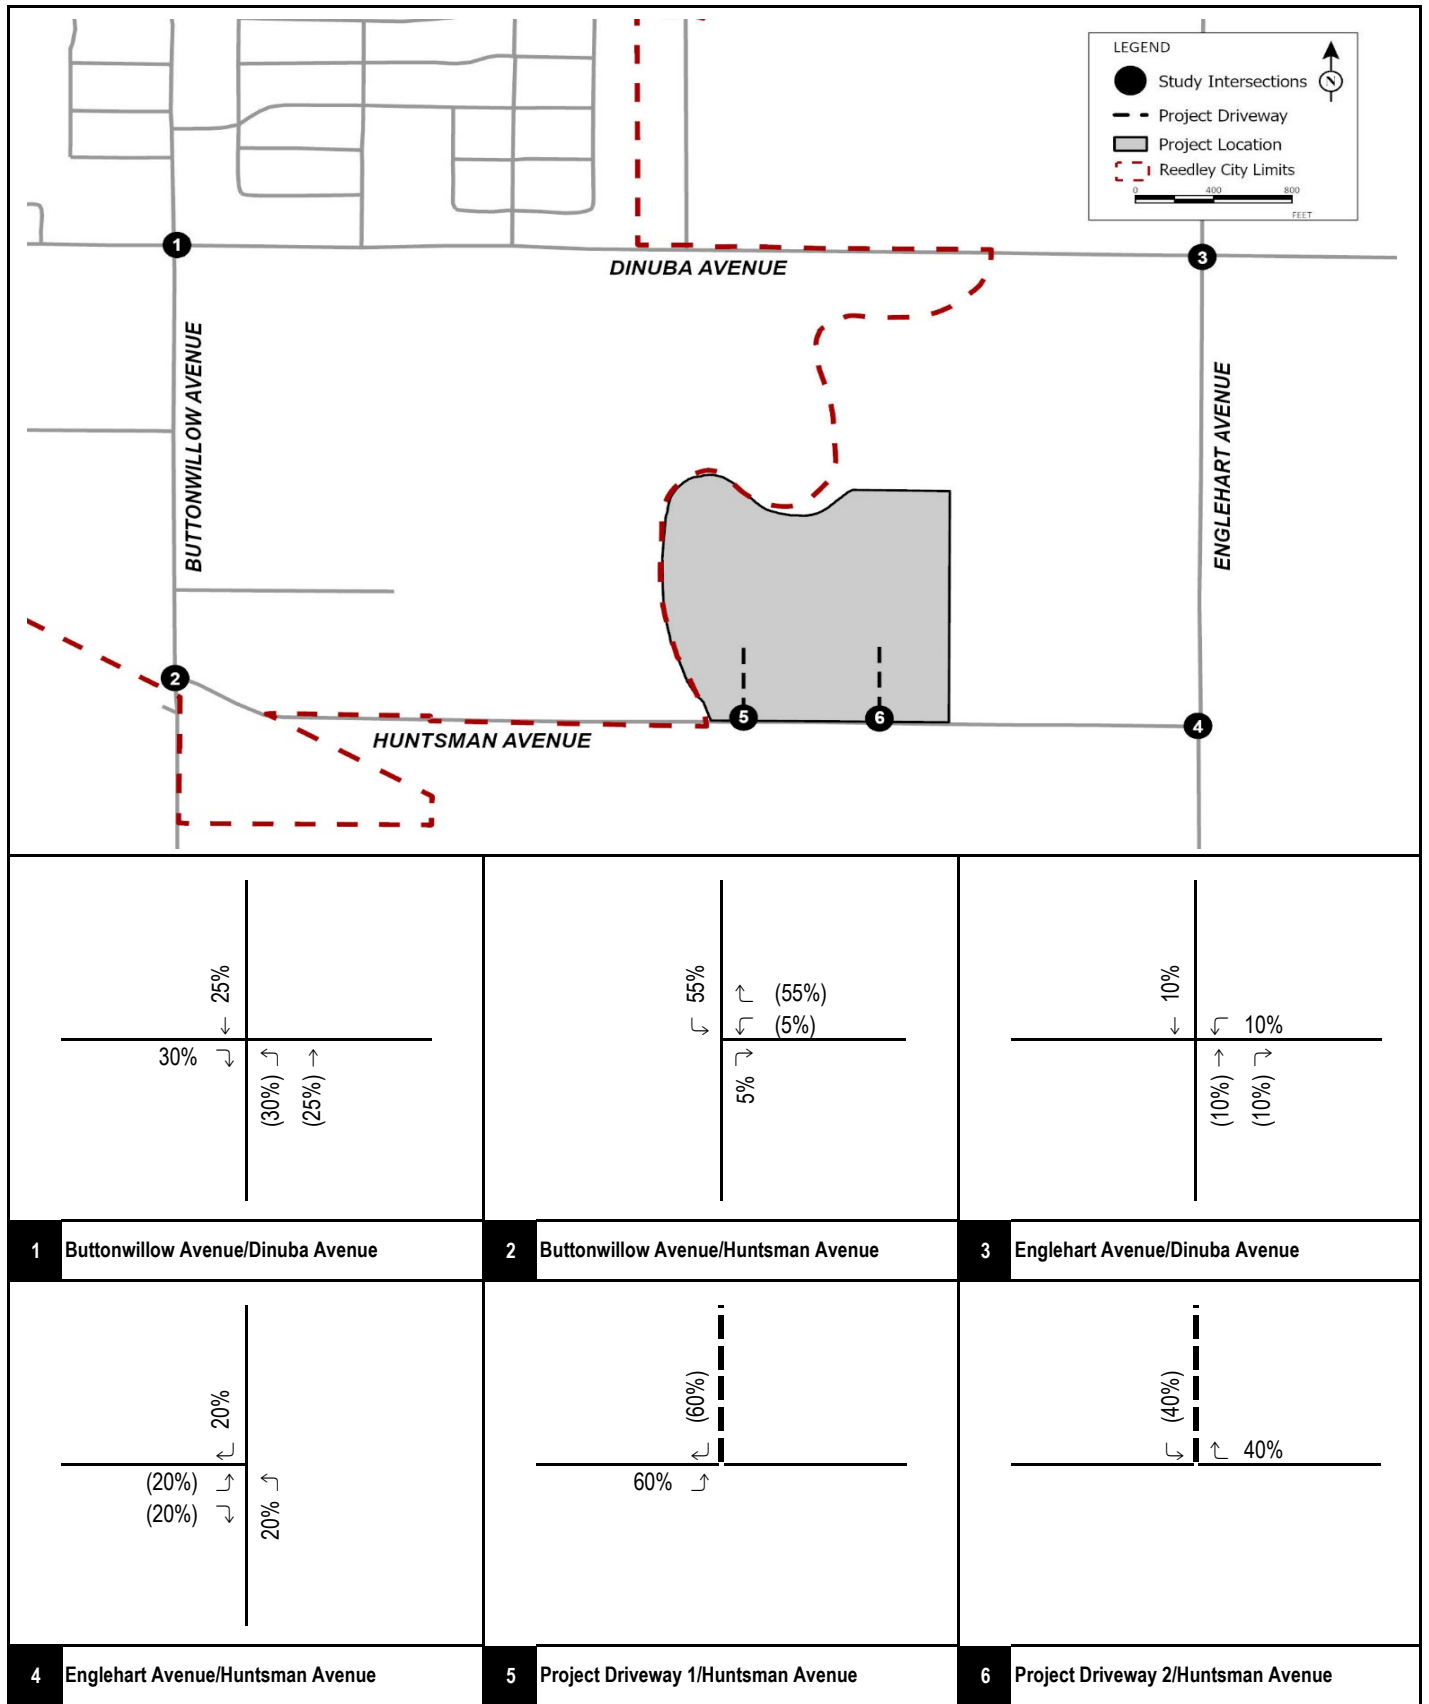 LEGEND
Study Intersections
N
Project Driveway
Project Location
Reedley City Limits
0 400 800
FEET
1
3
DINUBA AVENUE
BUTTONWILLOW AVENUE
ENGLEHART AVENUE
2
5
6
4
HUNTSMAN AVENUE
25%
30%
(30%)
(25%)
1 Buttonwillow Avenue/Dinuba Avenue
55%
(55%)
(5%)
5%
2 Buttonwillow Avenue/Huntsman Avenue
10%
10%
(10%)
(10%)
3 Englehart Avenue/Dinuba Avenue
20%
(20%)
(20%)
20%
4 Englehart Avenue/Huntsman Avenue
(60%)
60%
5 Project Driveway 1/Huntsman Avenue
(40%)
40%
6 Project Driveway 2/Huntsman Avenue